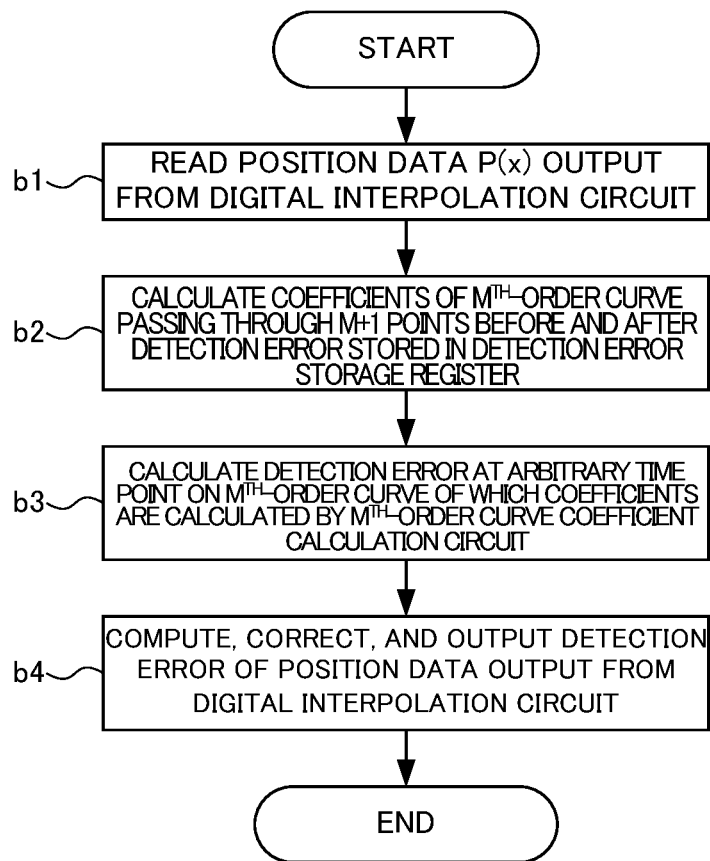 START
b1
READ POSITION DATA P(x) OUTPUT
FROM DIGITAL INTERPOLATION CIRCUIT
b2
CALCULATE COEFFICIENTS OF Mᵀᴴ-ORDER CURVE
PASSING THROUGH M+1 POINTS BEFORE AND AFTER
DETECTION ERROR STORED IN DETECTION ERROR
STORAGE REGISTER
b3
CALCULATE DETECTION ERROR AT ARBITRARY TIME
POINT ON Mᵀᴴ-ORDER CURVE OF WHICH COEFFICIENTS
ARE CALCULATED BY Mᵀᴴ-ORDER CURVE COEFFICIENT
CALCULATION CIRCUIT
b4
COMPUTE, CORRECT, AND OUTPUT DETECTION
ERROR OF POSITION DATA OUTPUT FROM
DIGITAL INTERPOLATION CIRCUIT
END